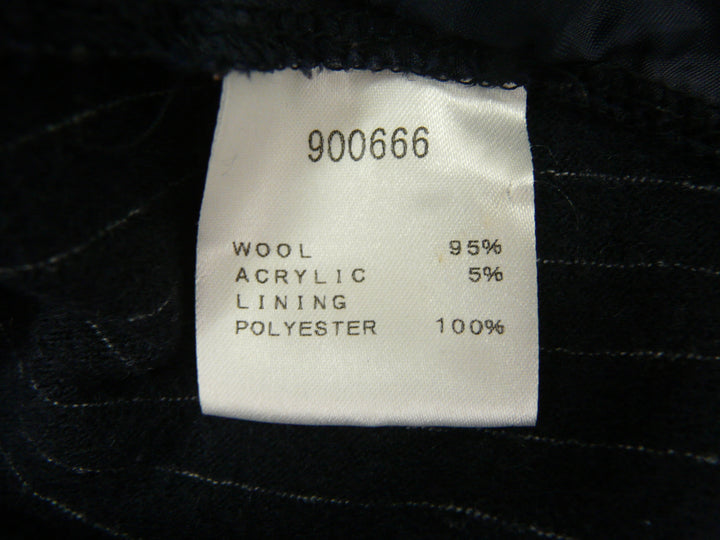 900666
WOOL 95%
ACRYLIC 5%
LINING
POLYESTER 100%